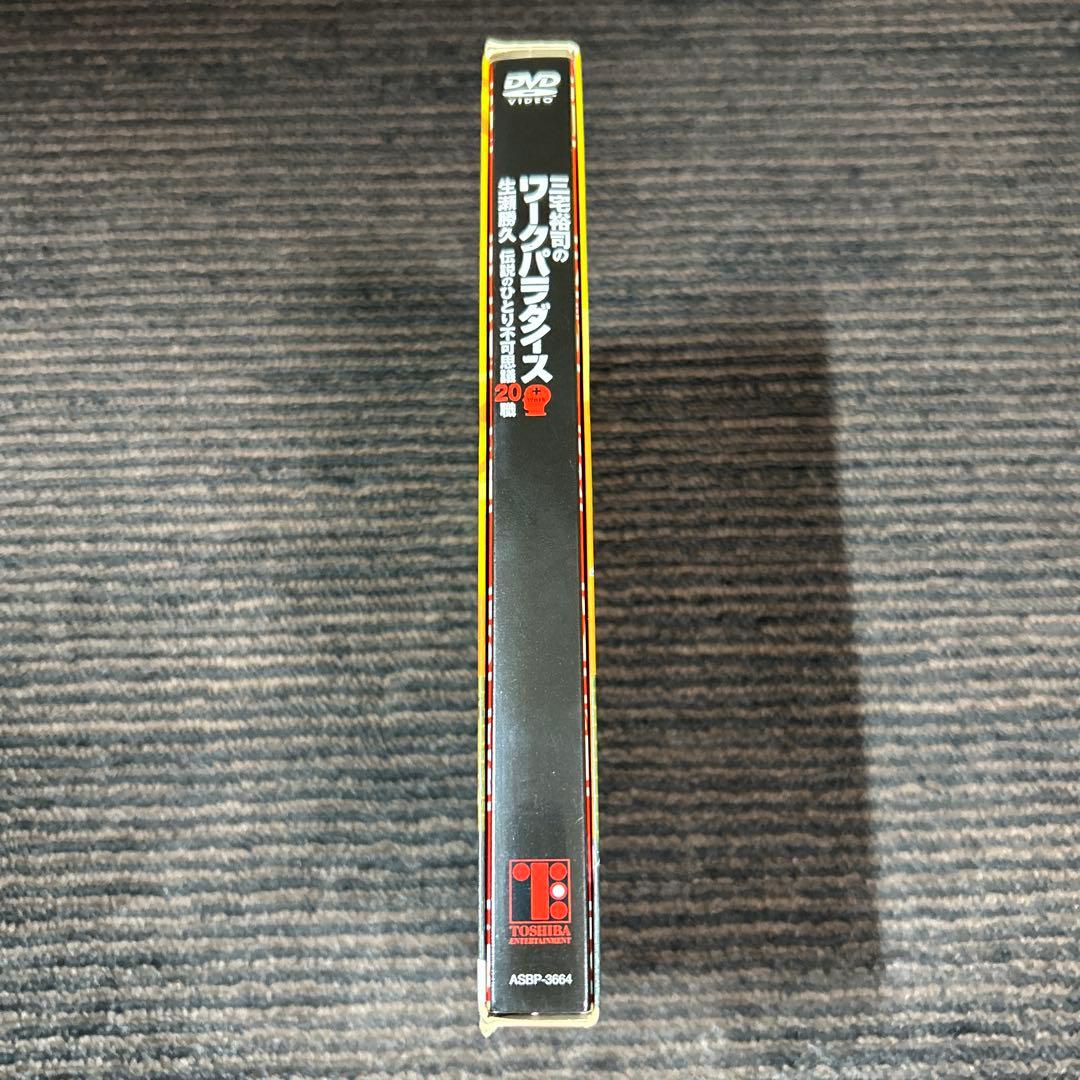 DVD
VIDEO
三宅裕司の
ワークパラダイス
生瀬勝久 伝説のひとり不可思議20職
TOSHIBA
ENTERTAINMENT
ASBP-3664